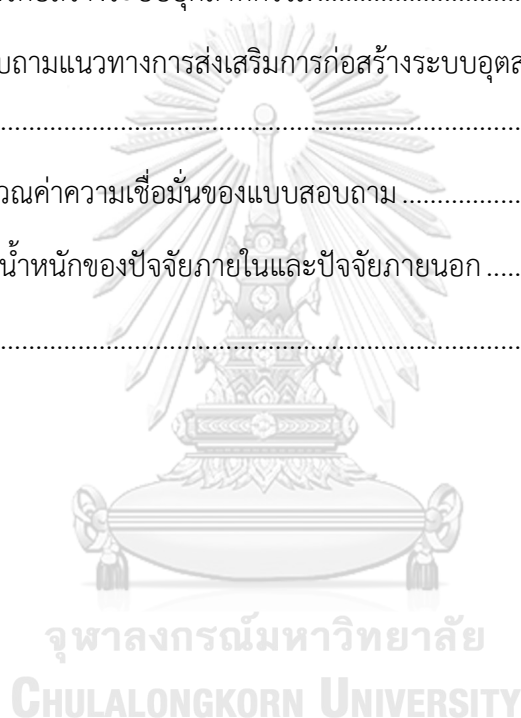 บถามแนวทางการส่งเสริมการก่อสร้างระบบอุตส
................................................................................
วณค่าความเชื่อมั่นของแบบสอบถาม ..................
น้ำหนักของปัจจัยภายในและปัจจัยภายนอก ......
................................................................................
จุฬาลงกรณ์มหาวิทยาลัย
CHULALONGKORN UNIVERSITY